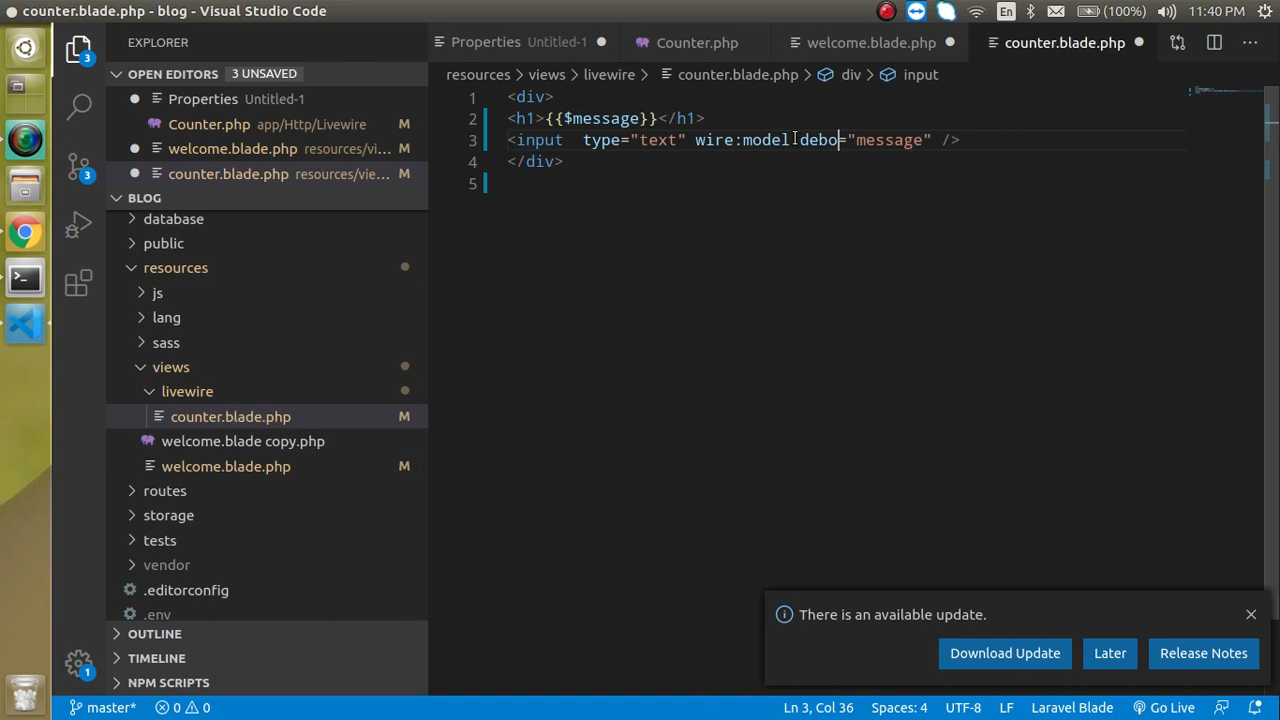 counter.blade.php - blog - Visual Studio Code
En
(100%)
11:40 PM
EXPLORER
OPEN EDITORS 3 UNSAVED
Properties Untitled-1
Counter.php app/Http/Livewire M
welcome.blade.php resources/vi... M
counter.blade.php resources/vie... M
BLOG
database
public
resources
js
lang
sass
views
livewire
counter.blade.php M
welcome.blade copy.php
welcome.blade.php M
routes
storage
tests
vendor
.editorconfig
.env
OUTLINE
TIMELINE
NPM SCRIPTS
3
3
1
Properties Untitled-1
Counter.php
welcome.blade.php
counter.blade.php
resources > views > livewire > counter.blade.php > div > input
1 <div>
2 <h1>{{$message}}</h1>
3 <input  type="text" wire:model.debo="message" />
4 </div>
5
There is an available update.
Download Update
Later
Release Notes
master*
0
0
Ln 3, Col 36
Spaces: 4
UTF-8
LF
Laravel Blade
Go Live